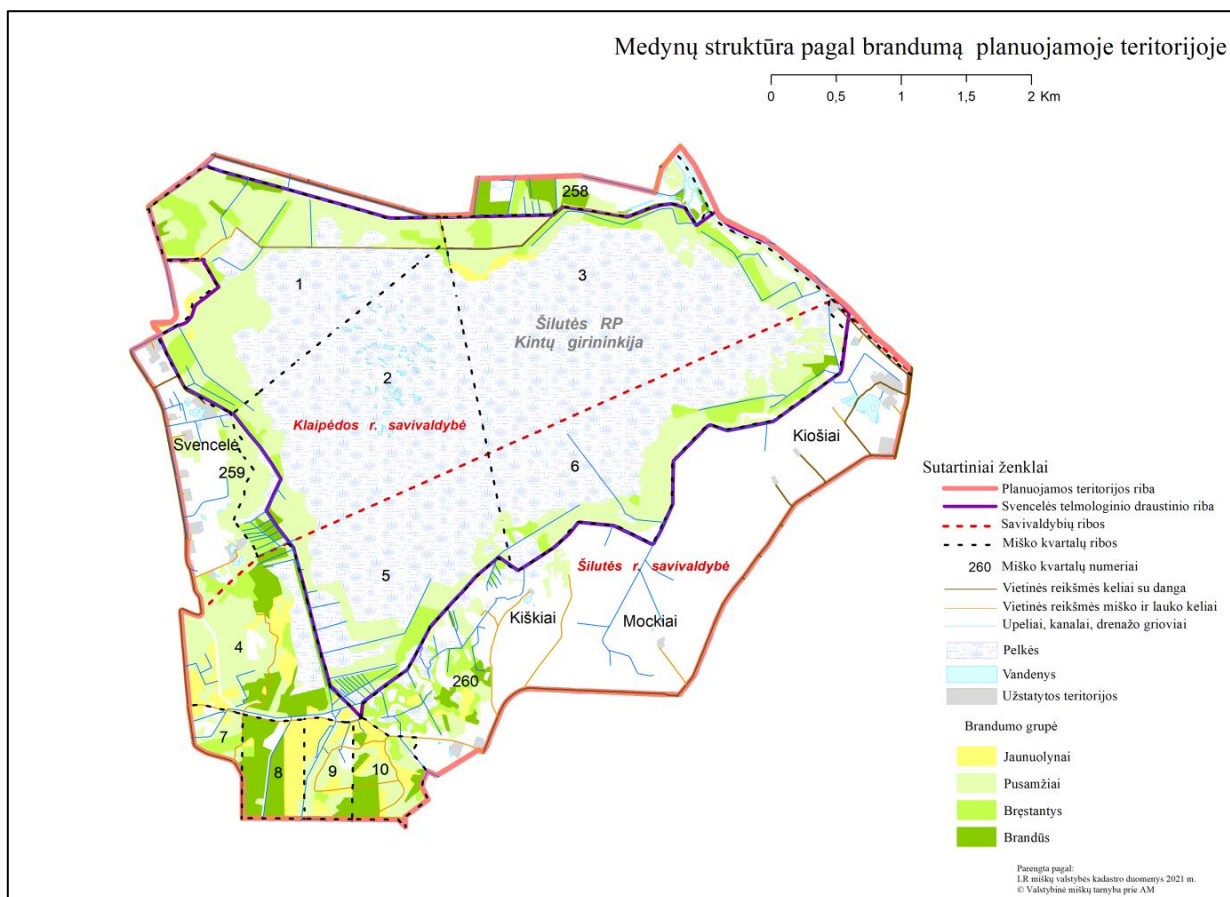 Medynų struktūra pagal brandumą planuojamoje teritorijoje
0 0,5 1 1,5 2 Km
258
1
3
Šilutės RP
Kintų girininkija
2
Klaipėdos r. savivaldybė
Svencelė
259
6
Kiošiai
5
Šilutės r. savivaldybė
Kiškiai
Mockiai
4
260
7
8
9
10
Sutartiniai ženklai
Planuojamos teritorijos riba
Svencelės telmologinio draustinio riba
Savivaldybių ribos
Miško kvartalų ribos
260 Miško kvartalų numeriai
Vietinės reikšmės keliai su danga
Vietinės reikšmės miško ir lauko keliai
Upeliai, kanalai, drenažo grioviai
Pelkės
Vandenys
Užstatytos teritorijos
Brandumo grupė
Jaunuolynai
Pusamžiai
Bręstantys
Brandūs
Parengta pagal:
LR miškų valstybės kadastro duomenys 2021 m.
© Valstybinė miškų tarnyba prie AM